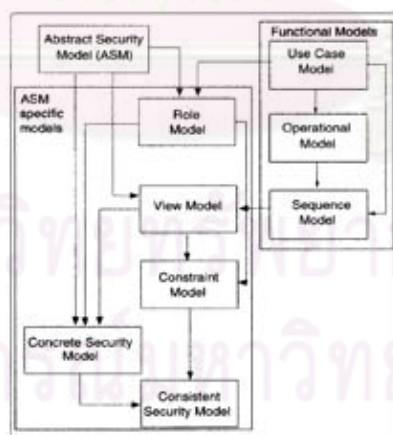 Abstract Security
Model (ASM)
Functional Models
Use Case
Model
ASM
specific
models
Role
Model
Operational
Model
View Model
Sequence
Model
Constraint
Model
Concrete Security
Model
Consistent
Security Model